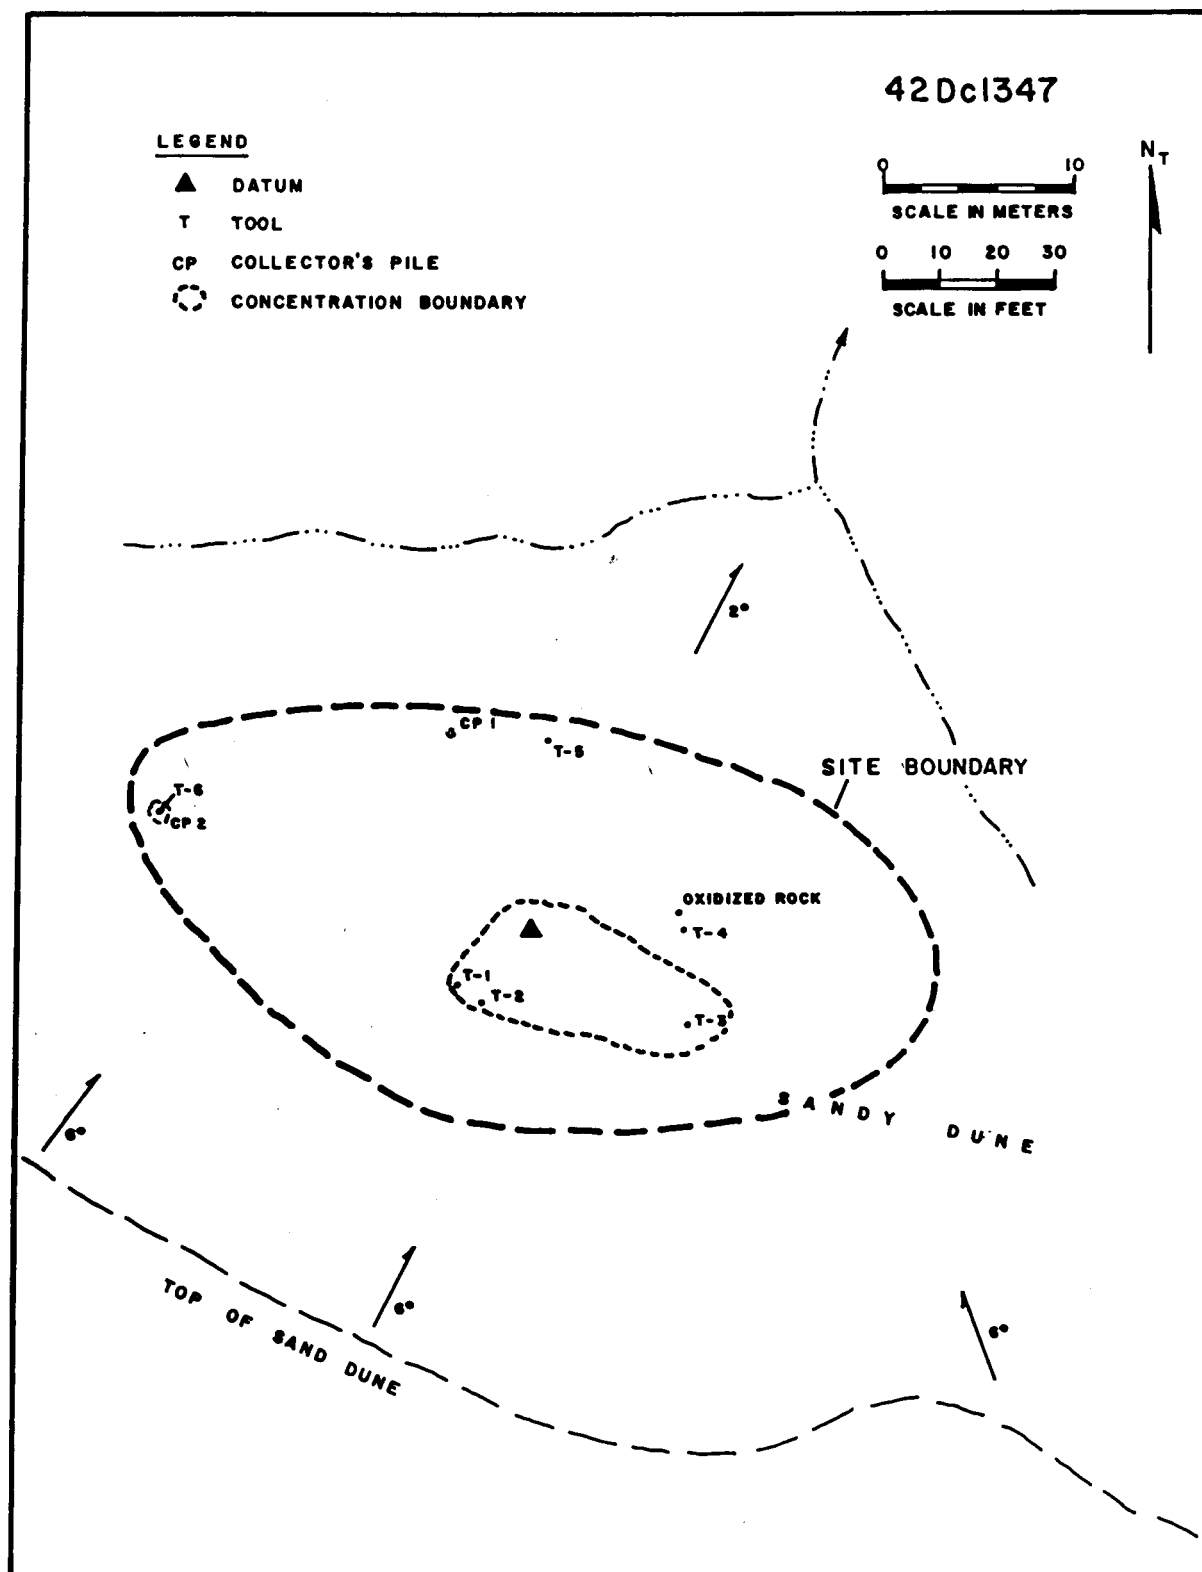 42Dc1347
LEGEND
DATUM
T TOOL
CP COLLECTOR'S PILE
CONCENTRATION BOUNDARY
0 10
SCALE IN METERS
0 10 20 30
SCALE IN FEET
NT
2°
CP 1
T-5
SITE BOUNDARY
T-6
CP 2
OXIDIZED ROCK
T-4
T-1
T-2
T-3
SANDY DUNE
6°
6°
6°
TOP OF SAND DUNE